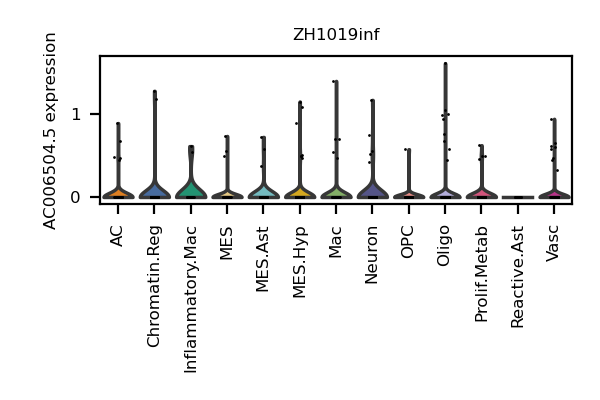 ZH1019inf
AC006504.5 expression
1
0
AC
Chromatin.Reg
Inflammatory.Mac
MES
MES.Ast
MES.Hyp
Mac
Neuron
OPC
Oligo
Prolif.Metab
Reactive.Ast
Vasc